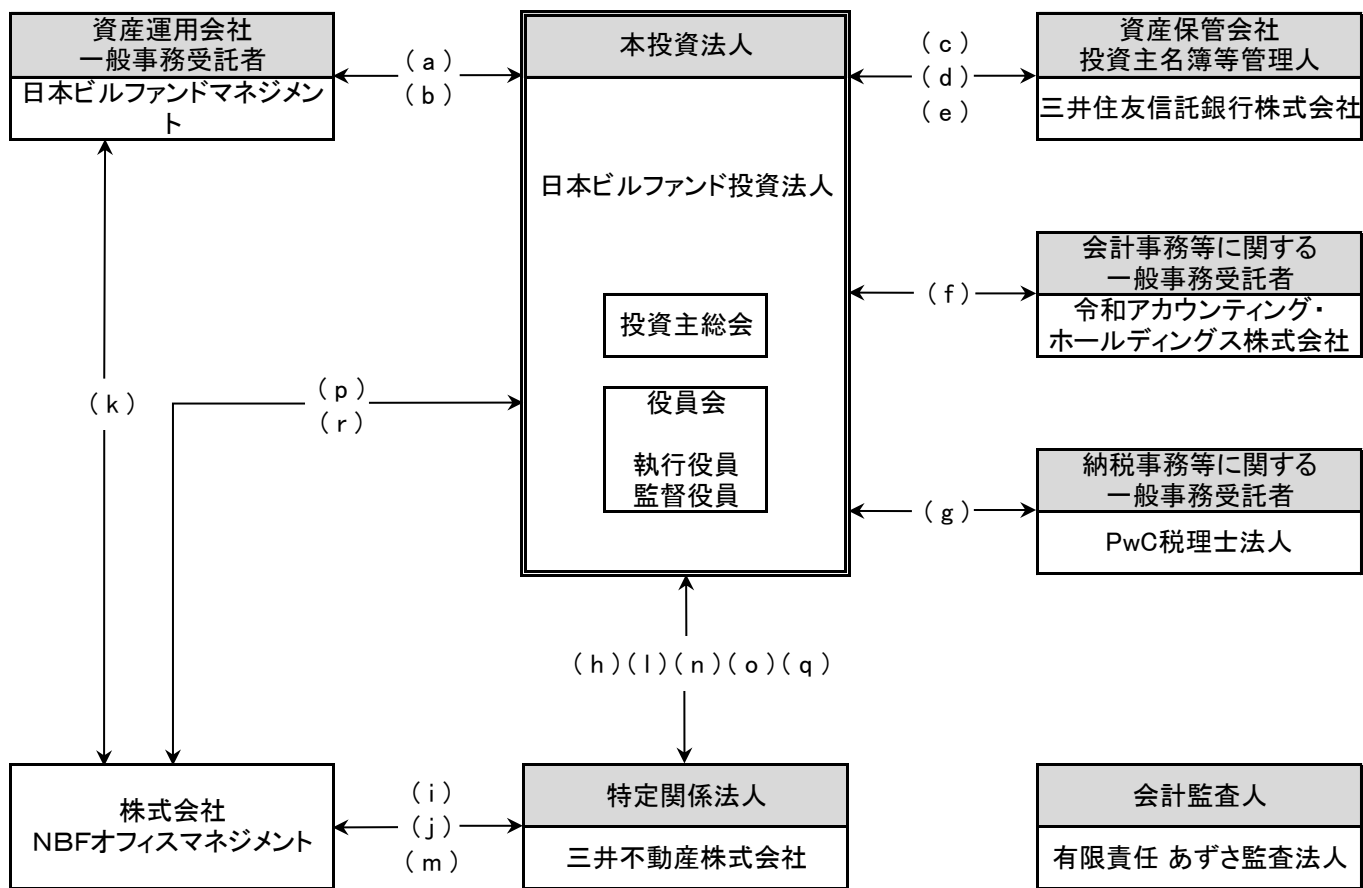 資産運用会社
一般事務受託者
日本ビルファンドマネジメン
ト
(a)
(b)
本投資法人
日本ビルファンド投資法人
投資主総会
役員会
執行役員
監督役員
(c)
(d)
(e)
資産保管会社
投資主名簿等管理人
三井住友信託銀行株式会社
(f)
会計事務等に関する
一般事務受託者
令和アカウンティング・
ホールディングス株式会社
(k)
(p)
(r)
(g)
納税事務等に関する
一般事務受託者
PwC税理士法人
(h)(l)(n)(o)(q)
株式会社
NBFオフィスマネジメント
(i)
(j)
(m)
特定関係法人
三井不動産株式会社
会計監査人
有限責任 あずさ監査法人